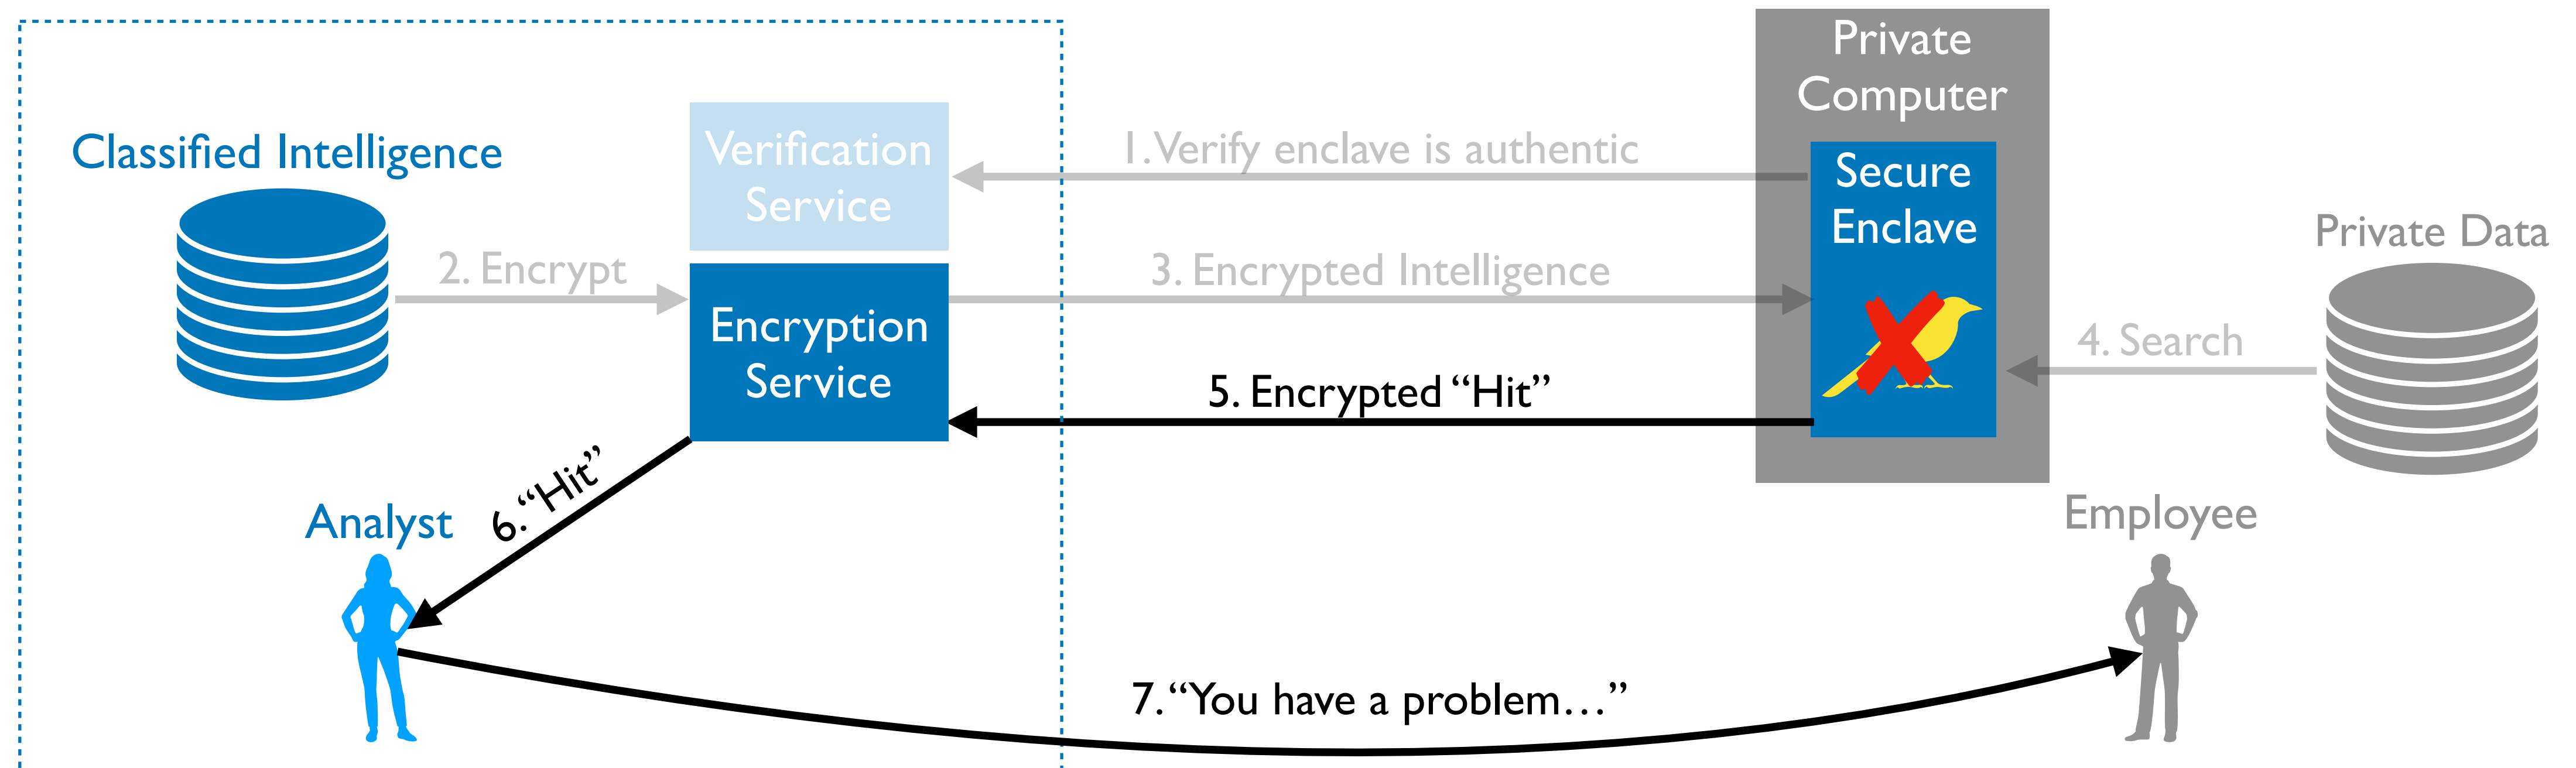 Private
Computer
Classified Intelligence
Verification
Service
1. Verify enclave is authentic
Secure
Enclave
Private Data
2. Encrypt
3. Encrypted Intelligence
4. Search
Encryption
Service
5. Encrypted “Hit”
6. “Hit”
Analyst
Employee
7. “You have a problem…”